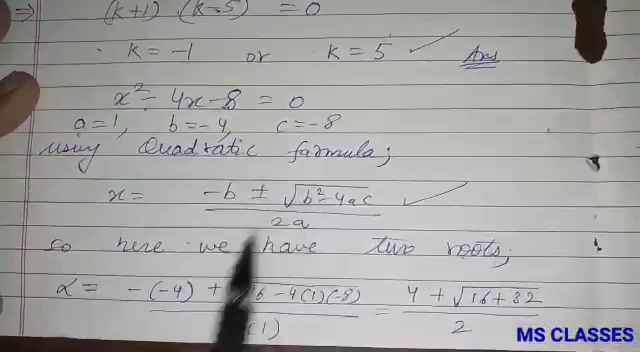 ⇒ (k+1) (k-5) = 0
k = -1 or k = 5 ✓ Ans
x² - 4x - 8 = 0
a=1, b=-4, c=-8
using Quadratic farmula;
x = (-b ± √(b²-4ac))/2a ✓
so here we have two roots;
α = (-(-4) + √(16-4(1)(-8)))/(1) = (4 + √(16+32))/2
MS CLASSES